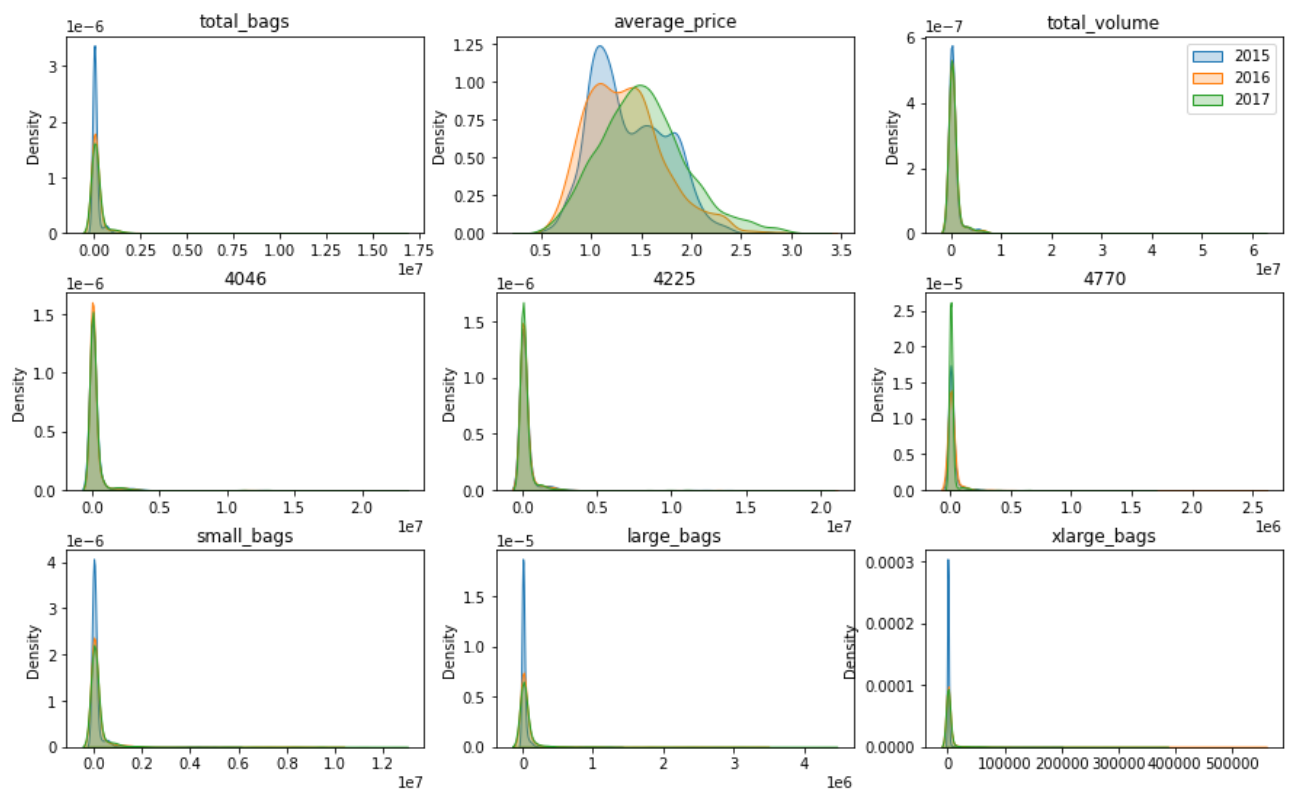 total_bags
average_price
total_volume
1e−6
1e−7
Density
3
2
1
0
0.0 0.25 0.50 0.75 1.00 1.25 1.50 1.75
1e7
Density
1.25
1.00
0.75
0.50
0.25
0.00
0.5 1.0 1.5 2.0 2.5 3.0 3.5
Density
6
4
2
0
0 1 2 3 4 5 6
1e7
2015
2016
2017
4046
4225
4770
1e−6
1e−6
1e−5
Density
1.5
1.0
0.5
0.0
0.0 0.5 1.0 1.5 2.0
1e7
Density
1.5
1.0
0.5
0.0
0.0 0.5 1.0 1.5 2.0
1e7
Density
2.5
2.0
1.5
1.0
0.5
0.0
0.0 0.5 1.0 1.5 2.0 2.5
1e6
small_bags
large_bags
xlarge_bags
1e−6
1e−5
Density
4
3
2
1
0
0.0 0.2 0.4 0.6 0.8 1.0 1.2
1e7
Density
1.5
1.0
0.5
0.0
0 1 2 3 4
1e6
Density
0.0003
0.0002
0.0001
0.0000
0 100000 200000 300000 400000 500000